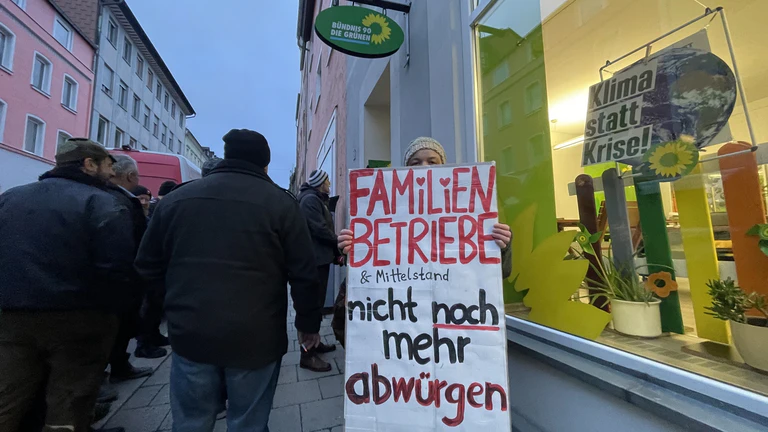 BÜNDNIS 90
DIE GRÜNEN
Klima
statt
Krise!
FAMILIEN
BETRIEBE
& Mittelstand
nicht noch
mehr
abwürgen